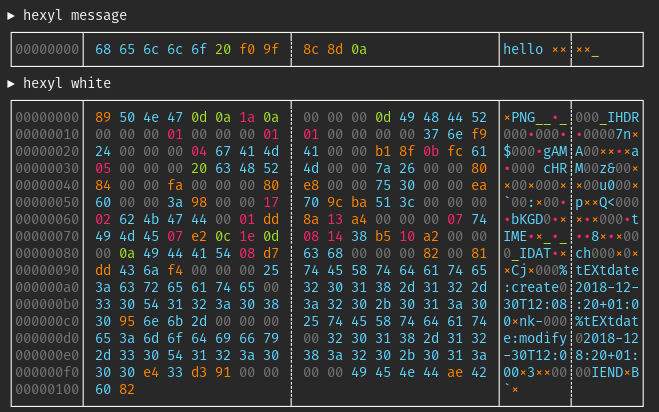 ▶ hexyl message
00000000 68 65 6c 6c 6f 20 f0 9f 8c 8d 0a hello ×× ××_
▶ hexyl white
00000000 89 50 4e 47 0d 0a 1a 0a 00 00 00 0d 49 48 44 52 ×PNG__•_ 000_IHDR
00000010 00 00 00 01 00 00 00 01 01 00 00 00 00 37 6e f9 000•000• •00007n×
00000020 24 00 00 00 04 67 41 4d 41 00 00 b1 8f 0b fc 61 $000•gAM A00××•×a
00000030 05 00 00 00 20 63 48 52 4d 00 00 7a 26 00 00 80 •000 cHR M00z&00×
00000040 84 00 00 fa 00 00 00 80 e8 00 00 75 30 00 00 ea ×00×000× ×00u000×
00000050 60 00 00 3a 98 00 00 17 70 9c ba 51 3c 00 00 00 `00:×00• p××Q<000
00000060 02 62 4b 47 44 00 01 dd 8a 13 a4 00 00 00 07 74 •bKGD0•× ×•×000•t
00000070 49 4d 45 07 e2 0c 1e 0d 08 14 38 b5 10 a2 00 00 IME•×_•_ ••8×•×00
00000080 00 0a 49 44 41 54 08 d7 63 68 00 00 00 82 00 81 0_IDAT•× ch000×0×
00000090 dd 43 6a f4 00 00 00 25 74 45 58 74 64 61 74 65 ×Cj×000% tEXtdate
000000a0 3a 63 72 65 61 74 65 00 32 30 31 38 2d 31 32 2d :create0 2018-12-
000000b0 33 30 54 31 32 3a 30 38 3a 32 30 2b 30 31 3a 30 30T12:08 :20+01:0
000000c0 30 95 6e 6b 2d 00 00 00 25 74 45 58 74 64 61 74 0×nk-000 %tEXtdat
000000d0 65 3a 6d 6f 64 69 66 79 00 32 30 31 38 2d 31 32 e:modify 02018-12
000000e0 2d 33 30 54 31 32 3a 30 38 3a 32 30 2b 30 31 3a -30T12:0 8:20+01:
000000f0 30 30 e4 33 d3 91 00 00 00 00 49 45 4e 44 ae 42 00×3××00 00IEND×B
00000100 60 82 `×